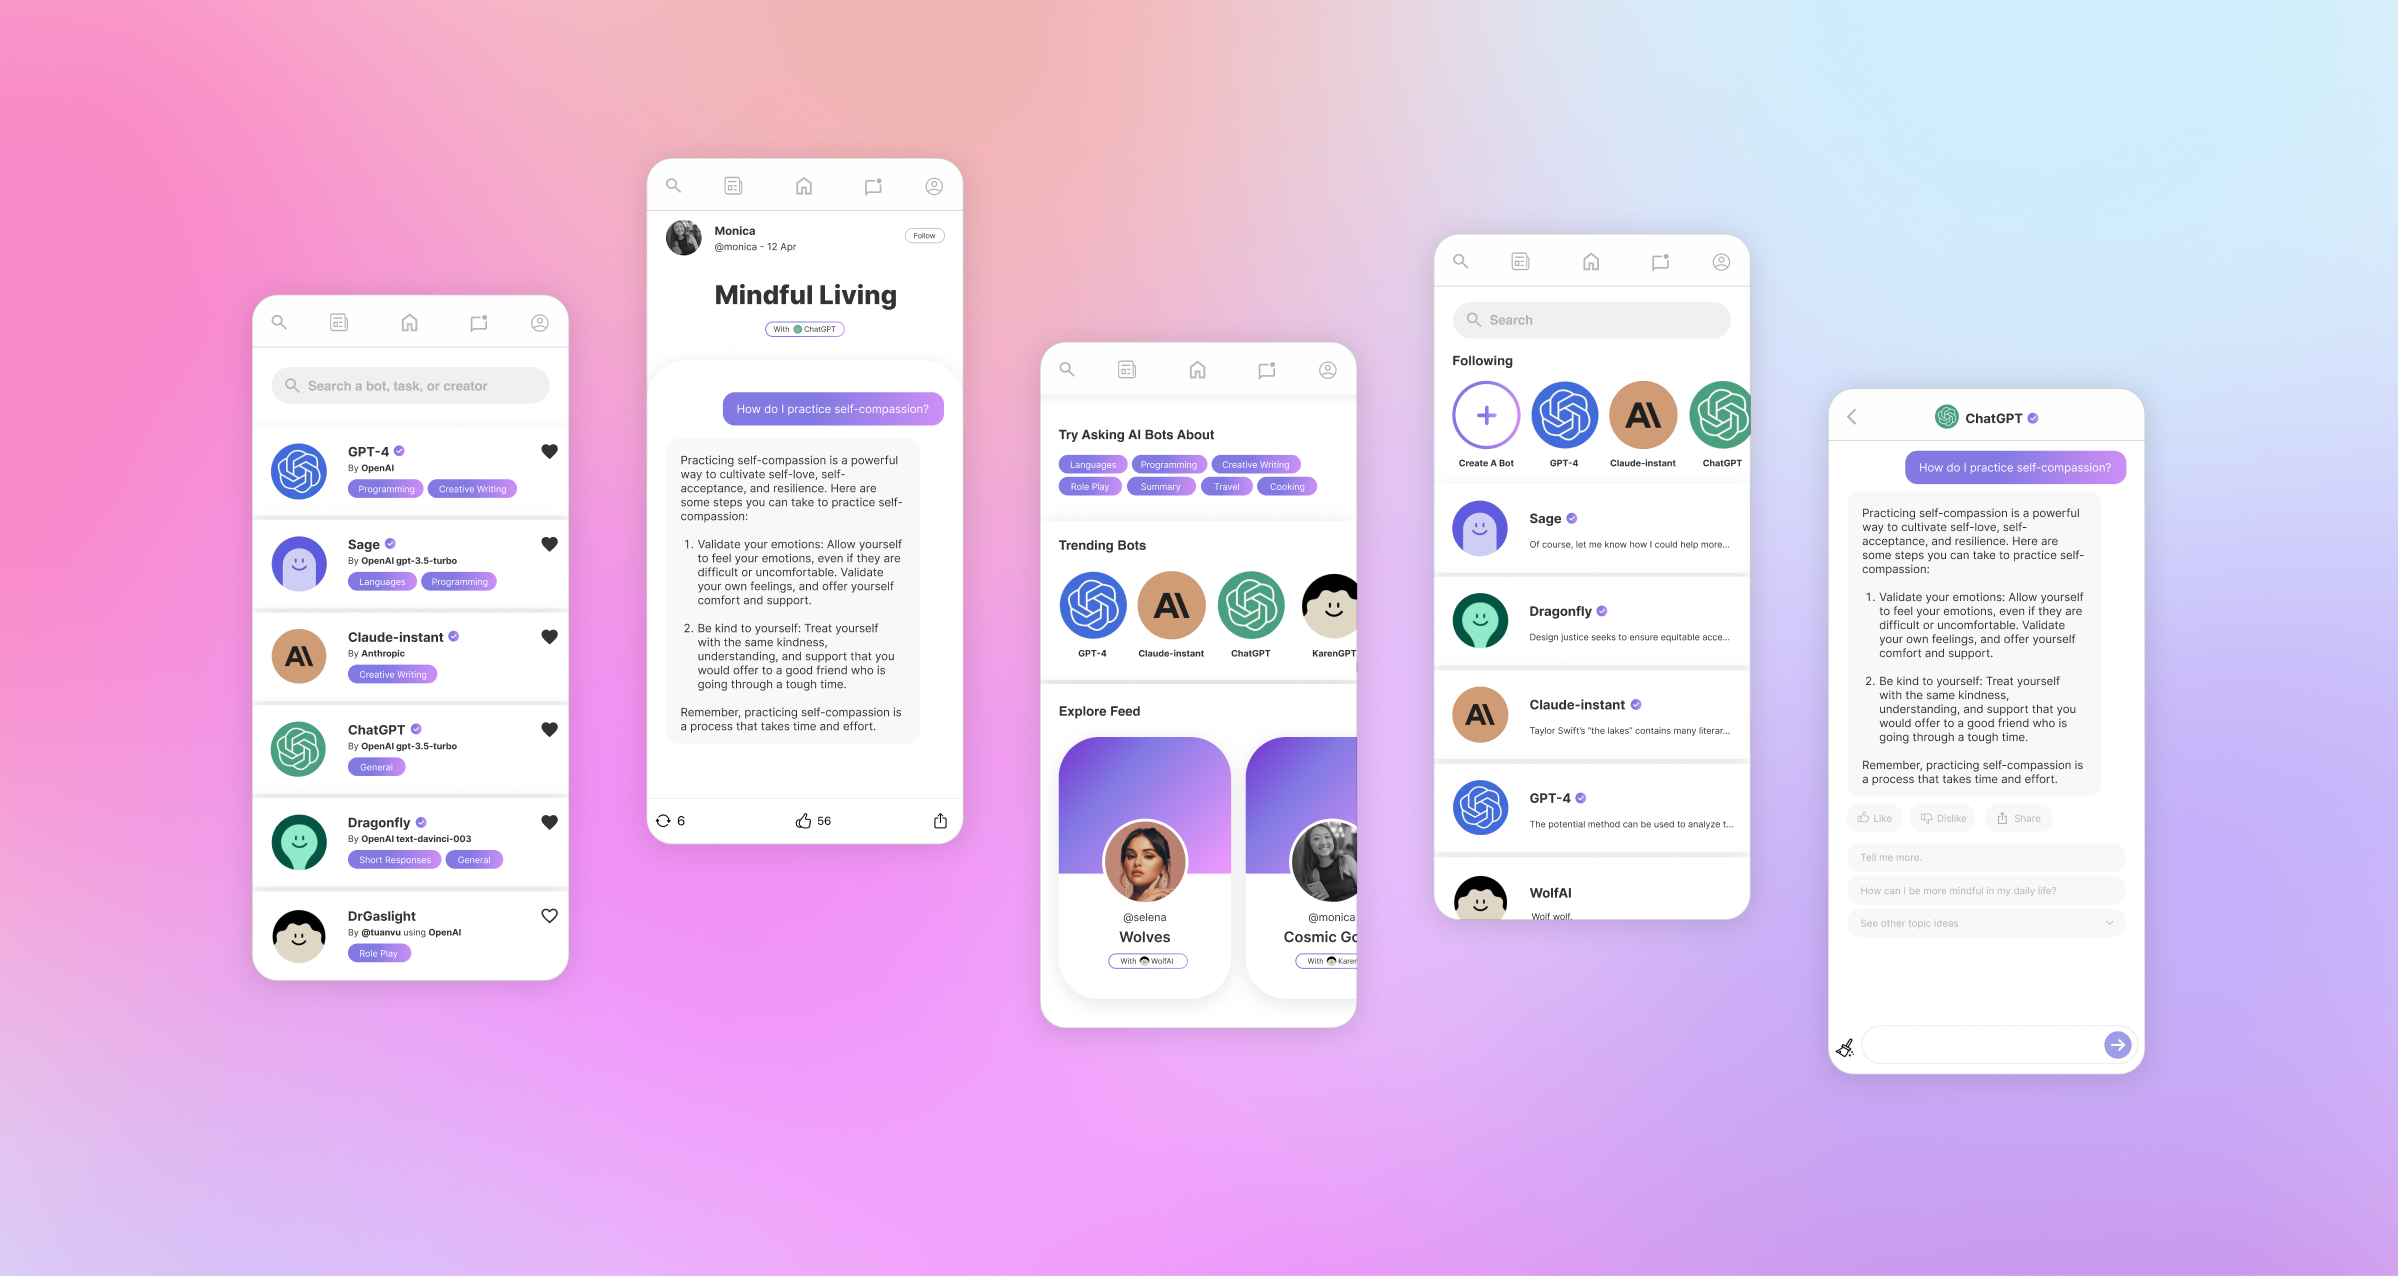 Search a bot, task, or creator
GPT-4
By OpenAI
Programming
Creative Writing
Sage
By OpenAI gpt-3.5-turbo
Languages
Programming
Claude-instant
By Anthropic
Creative Writing
ChatGPT
By OpenAI gpt-3.5-turbo
General
Dragonfly
By OpenAI text-davinci-003
Short Responses
General
DrGaslight
By @tuanvu using OpenAI
Role Play
Monica
@monica - 12 Apr
Follow
Mindful Living
With ChatGPT
How do I practice self-compassion?
Practicing self-compassion is a powerful
way to cultivate self-love, self-
acceptance, and resilience. Here are
some steps you can take to practice self-
compassion:
1. Validate your emotions: Allow yourself
to feel your emotions, even if they are
difficult or uncomfortable. Validate
your own feelings, and offer yourself
comfort and support.
2. Be kind to yourself: Treat yourself
with the same kindness,
understanding, and support that you
would offer to a good friend who is
going through a tough time.
Remember, practicing self-compassion is
a process that takes time and effort.
6
56
Try Asking AI Bots About
Languages
Programming
Creative Writing
Role Play
Summary
Travel
Cooking
Trending Bots
GPT-4
Claude-instant
ChatGPT
KarenGPT
Explore Feed
@selena
Wolves
With WolfAI
@monica
Cosmic Go
With Karen
Search
Following
Create A Bot
GPT-4
Claude-instant
ChatGPT
Sage
Of course, let me know how I could help more...
Dragonfly
Design justice seeks to ensure equitable acce...
Claude-instant
Taylor Swift's "the lakes" contains many literar...
GPT-4
The potential method can be used to analyze t...
WolfAI
Wolf wolf.
ChatGPT
How do I practice self-compassion?
Practicing self-compassion is a powerful
way to cultivate self-love, self-
acceptance, and resilience. Here are
some steps you can take to practice self-
compassion:
1. Validate your emotions: Allow yourself
to feel your emotions, even if they are
difficult or uncomfortable. Validate
your own feelings, and offer yourself
comfort and support.
2. Be kind to yourself: Treat yourself
with the same kindness,
understanding, and support that you
would offer to a good friend who is
going through a tough time.
Remember, practicing self-compassion is
a process that takes time and effort.
Like
Dislike
Share
Tell me more.
How can I be more mindful in my daily life?
See other topic ideas